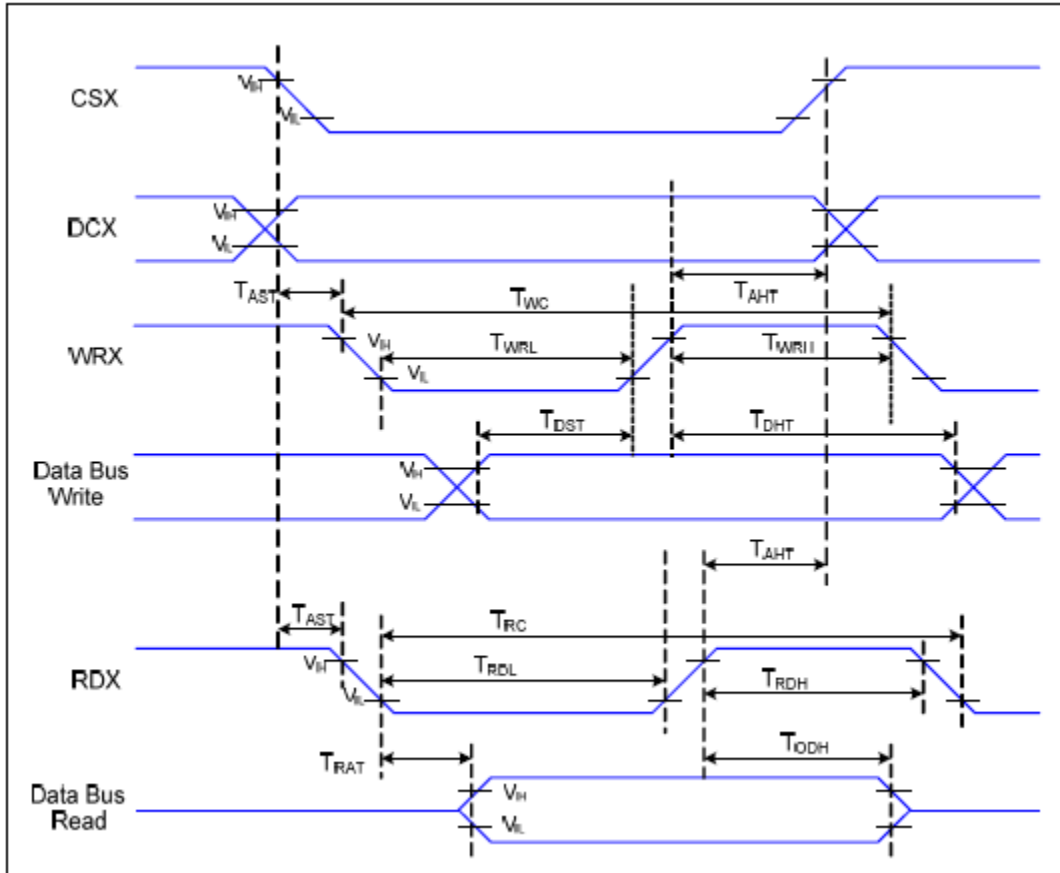 CSX
VIH
VIL
DCX
VIH
VIL
TAST
TWC
TAHT
WRX
VIH
TWRL
TWRH
VIL
TDST
TDHT
Data Bus
Write
VIH
VIL
TAHT
TAST
TRC
RDX
VIH
TRDL
TRDH
VIL
TRAT
TODH
Data Bus
Read
VIH
VIL